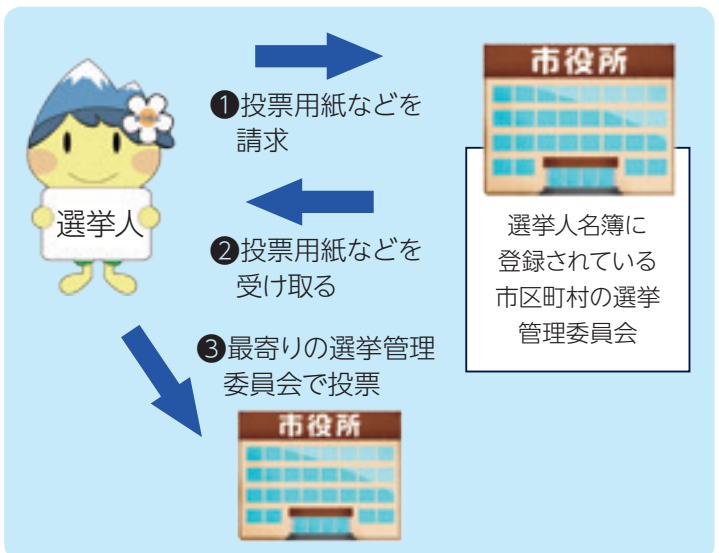 市役所
❶投票用紙などを
請求
選挙人
❷投票用紙などを
受け取る
選挙人名簿に
登録されている
市区町村の選挙
管理委員会
❸最寄りの選挙管理
委員会で投票
市役所